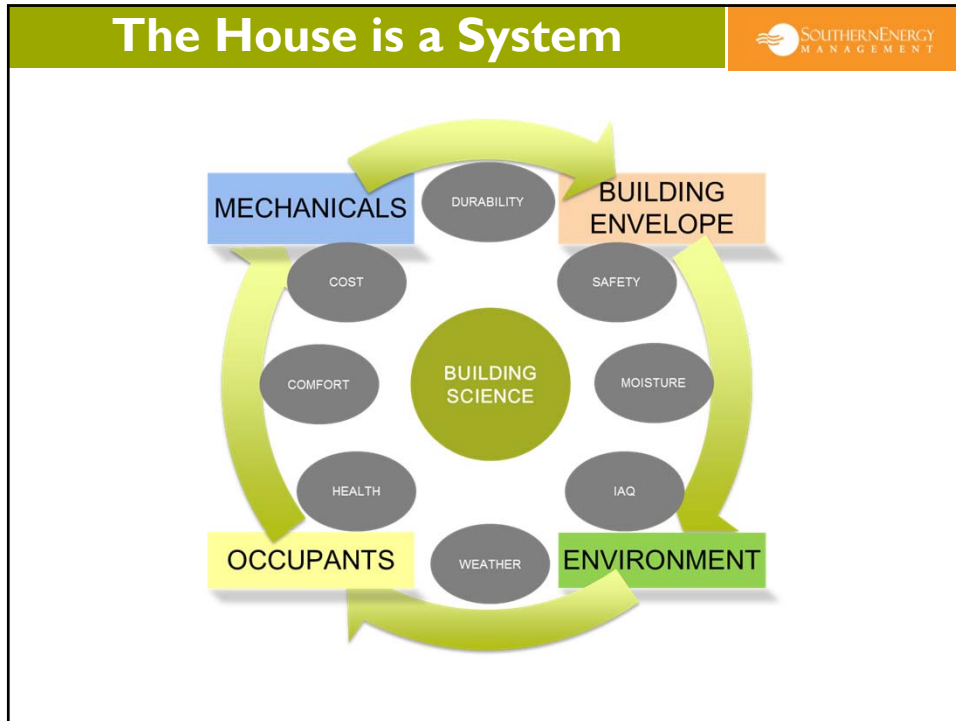 The House is a System
SOUTHERNENERGY
MANAGEMENT
MECHANICALS
DURABILITY
BUILDING
ENVELOPE
COST
SAFETY
COMFORT
BUILDING
SCIENCE
MOISTURE
HEALTH
IAQ
OCCUPANTS
WEATHER
ENVIRONMENT